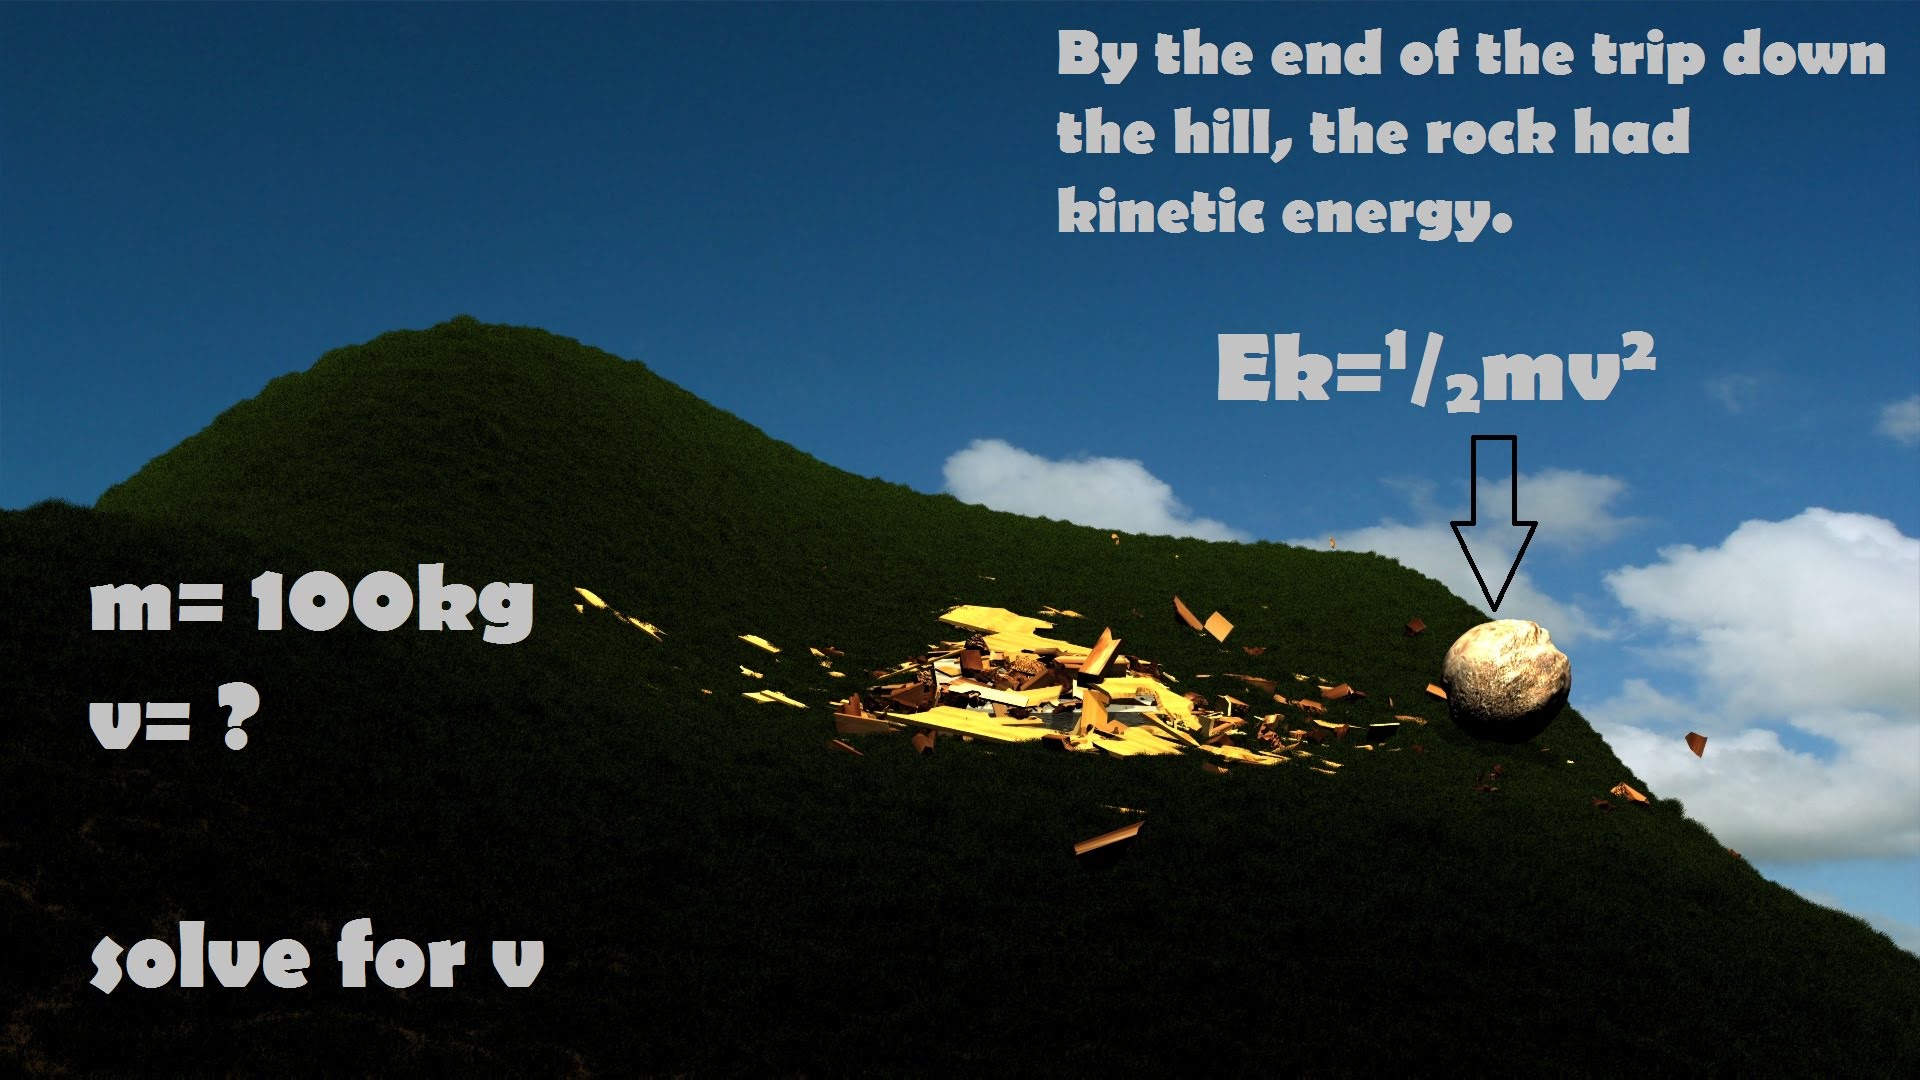 By the end of the trip down
the hill, the rock had
kinetic energy.
Ek=¹/₂mv²
m= 100kg
v= ?
solve for v